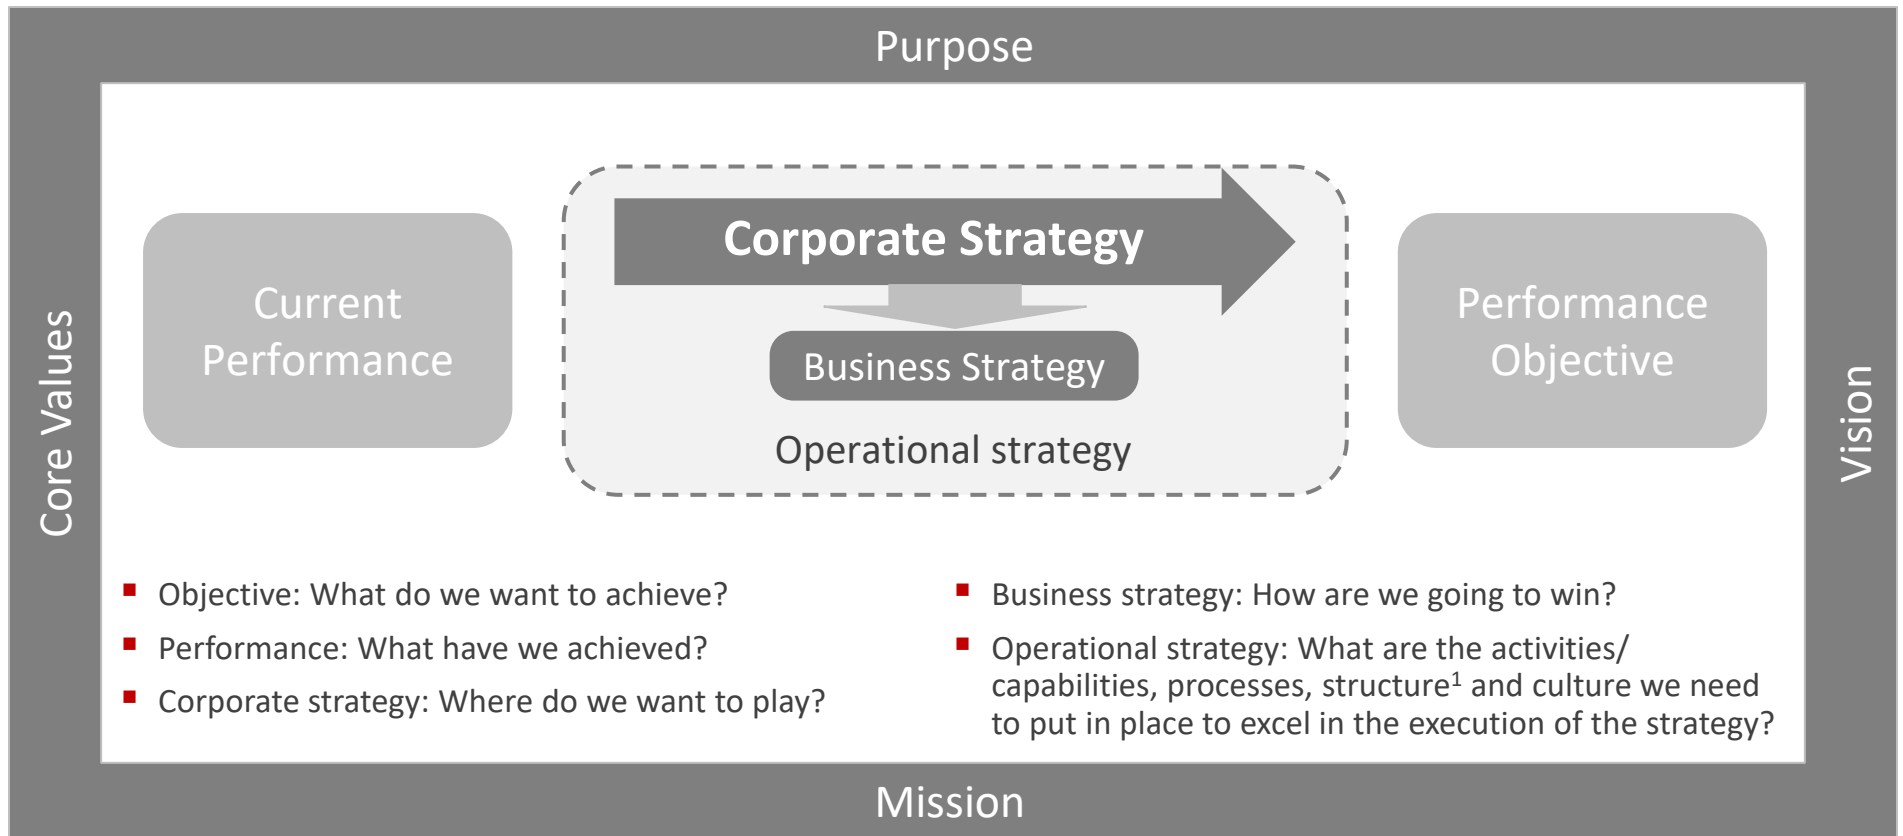 Purpose
Core Values
Current
Performance
Corporate Strategy
Business Strategy
Operational strategy
Performance
Objective
Vision
▪ Objective: What do we want to achieve?
▪ Performance: What have we achieved?
▪ Corporate strategy: Where do we want to play?
▪ Business strategy: How are we going to win?
▪ Operational strategy: What are the activities/
capabilities, processes, structure¹ and culture we need
to put in place to excel in the execution of the strategy?
Mission